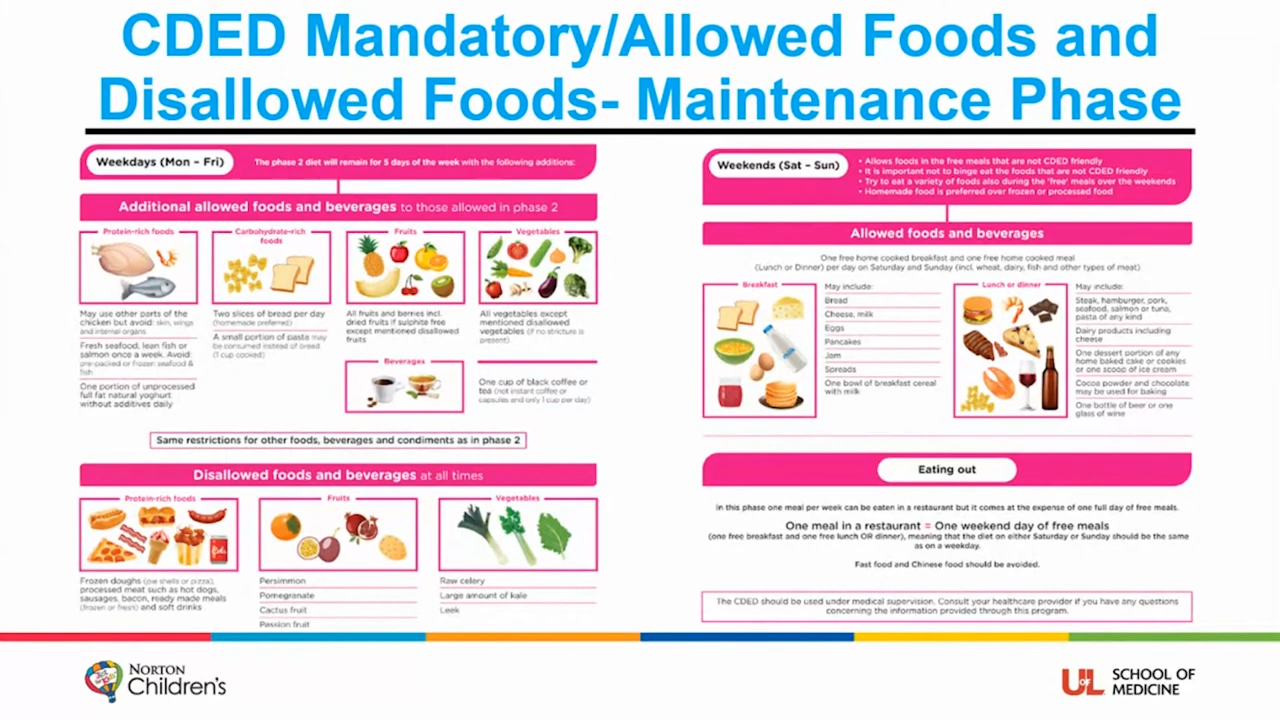 CDED Mandatory/Allowed Foods and
Disallowed Foods- Maintenance Phase
Weekdays (Mon – Fri)
The phase 2 diet will remain for 5 days of the week with the following additions:
Additional allowed foods and beverages to those allowed in phase 2
Protein-rich foods
May use other parts of the
chicken but avoid: skin, wings
and internal organs
Fresh seafood, lean fish or
salmon once a week. Avoid:
pre-packed or frozen seafood &
fish
One portion of unprocessed
full fat natural yoghurt
without additives daily
Carbohydrate-rich
foods
Two slices of bread per day
(homemade preferred)
A small portion of pasta may
be consumed instead of bread
(1 cup cooked)
Fruits
All fruits and berries incl.
dried fruits if sulphite free
except mentioned disallowed
fruits
Vegetables
All vegetables except
mentioned disallowed
vegetables (if no stricture is
present)
Beverages
One cup of black coffee or
tea (not instant coffee or
capsules and only 1 cup per day)
Same restrictions for other foods, beverages and condiments as in phase 2
Disallowed foods and beverages at all times
Protein-rich foods
Frozen doughs (pie shells or pizza),
processed meat such as hot dogs,
sausages, bacon, ready made meals
(frozen or fresh) and soft drinks
Fruits
Persimmon
Pomegranate
Cactus fruit
Passion fruit
Vegetables
Raw celery
Large amount of kale
Leek
Weekends (Sat – Sun)
• Allows foods in the free meals that are not CDED friendly
• It is important not to binge eat the foods that are not CDED friendly
• Try to eat a variety of foods also during the 'free' meals over the weekends
• Homemade food is preferred over frozen or processed food
Allowed foods and beverages
One free home cooked breakfast and one free home cooked meal
(Lunch or Dinner) per day on Saturday and Sunday (incl. wheat, dairy, fish and other types of meat)
Breakfast
May include:
Bread
Cheese, milk
Eggs
Pancakes
Jam
Spreads
One bowl of breakfast cereal
with milk
Lunch or dinner
May include:
Steak, hamburger, pork,
seafood, salmon or tuna,
pasta of any kind
Dairy products including
cheese
One dessert portion of any
home baked cake or cookies
or one scoop of ice cream
Cocoa powder and chocolate
may be used for baking
One bottle of beer or one
glass of wine
Eating out
In this phase one meal per week can be eaten in a restaurant but it comes at the expense of one full day of free meals.
One meal in a restaurant = One weekend day of free meals
(one free breakfast and one free lunch OR dinner), meaning that the diet on either Saturday or Sunday should be the same
as on a weekday.
Fast food and Chinese food should be avoided.
The CDED should be used under medical supervision. Consult your healthcare provider if you have any questions
concerning the information provided through this program.
NORTON
Children's
UofL
SCHOOL OF
MEDICINE